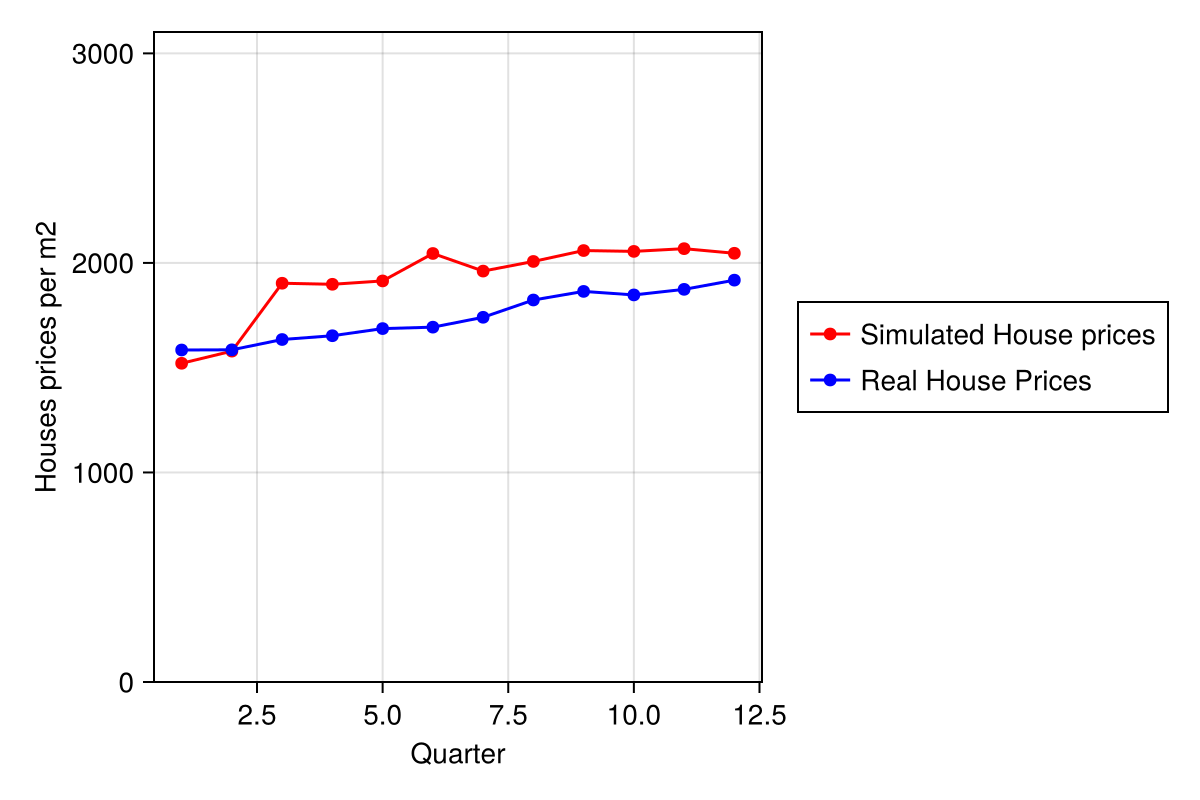 3000
2000
1000
0
Houses prices per m2
2.5 5.0 7.5 10.0 12.5
Quarter
Simulated House prices
Real House Prices